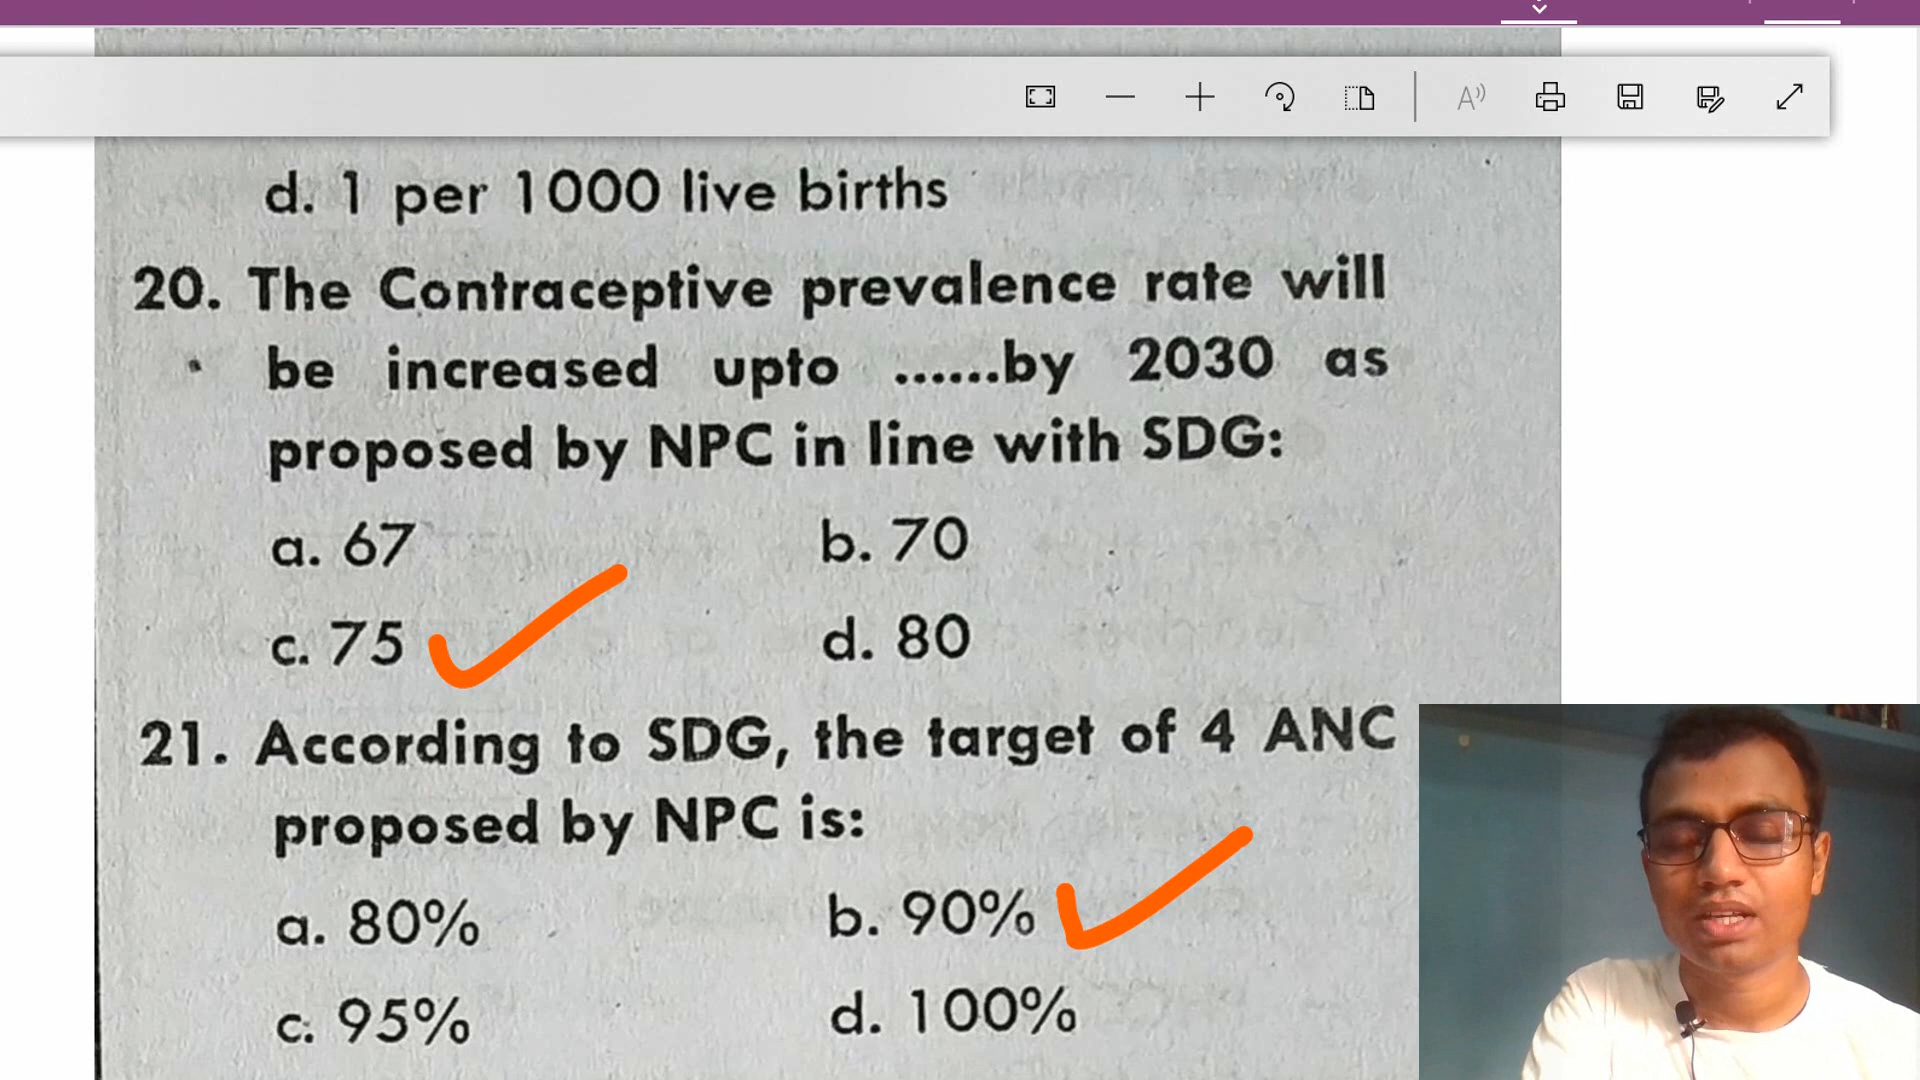 d. 1 per 1000 live births
20. The Contraceptive prevalence rate will
be increased upto ......by 2030 as
proposed by NPC in line with SDG:
a. 67 b. 70
c. 75 d. 80
21. According to SDG, the target of 4 ANC
proposed by NPC is:
a. 80% b. 90%
c. 95% d. 100%